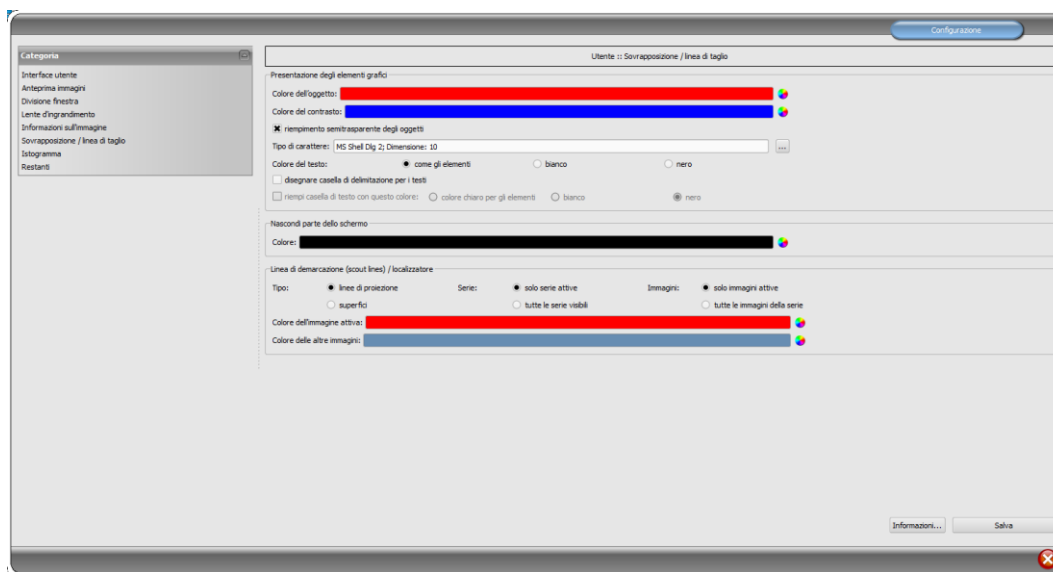 Configurazione
Categoria
Interface utente
Anteprima immagini
Divisione finestra
Lente d'ingrandimento
Informazioni sull'immagine
Sovrapposizione / linea di taglio
Istogramma
Restanti
Utente :: Sovrapposizione / linea di taglio
Presentazione degli elementi grafici
Colore dell'oggetto:
Colore del contrasto:
riempimento semitrasparente degli oggetti
Tipo di carattere: MS Shell Dlg 2; Dimensione: 10 ...
Colore del testo: come gli elementi bianco nero
disegnare casella di delimitazione per i testi
riempi casella di testo con questo colore: colore chiaro per gli elementi bianco nero
Nascondi parte dello schermo
Colore:
Linea di demarcazione (scout lines) / localizzatore
Tipo: linee di proiezione Serie: solo serie attive Immagini: solo immagini attive
superfici tutte le serie visibili tutte le immagini della serie
Colore dell'immagine attiva:
Colore delle altre immagini:
Informazioni... Salva